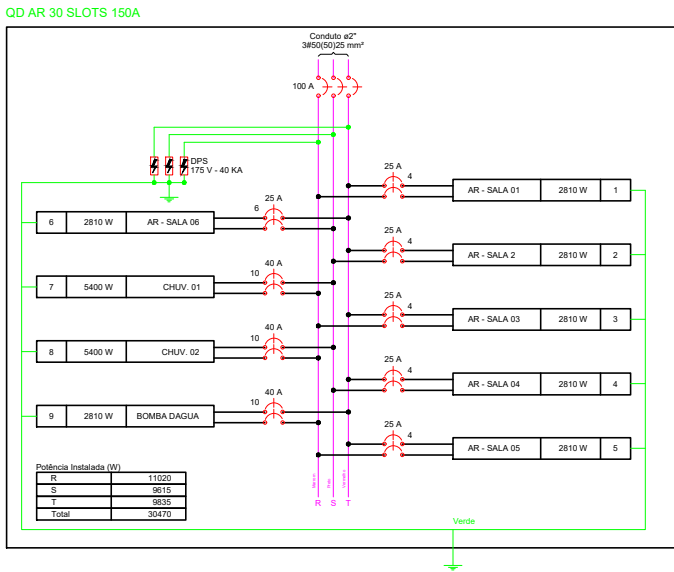 QD AR 30 SLOTS 150A
Conduto ø2"
3#50(50)25 mm²
100 A
DPS
175 V - 40 KA
25 A
4
AR - SALA 01 2810 W 1
25 A
6
6 2810 W AR - SALA 06
25 A
4
AR - SALA 2 2810 W 2
40 A
10
7 5400 W CHUV. 01
25 A
4
AR - SALA 03 2810 W 3
40 A
10
8 5400 W CHUV. 02
25 A
4
AR - SALA 04 2810 W 4
40 A
10
9 2810 W BOMBA DAGUA
25 A
4
AR - SALA 05 2810 W 5
Potência Instalada (W)
R 11020
S 9615
T 9835
Total 30470
R S T
Verde